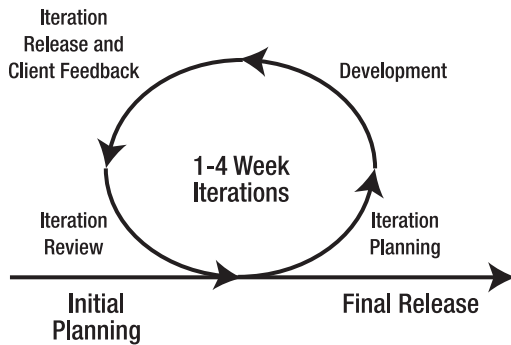 Iteration
Release and
Client Feedback
Development
1-4 Week
Iterations
Iteration
Review
Iteration
Planning
Initial
Planning
Final Release